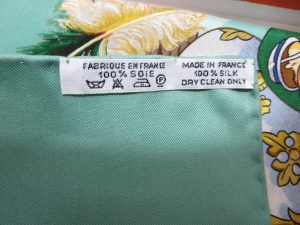 FABRIQUE EN FRANCE
100% SOIE
P
MADE IN FRANCE
100% SILK
DRY CLEAN ONLY